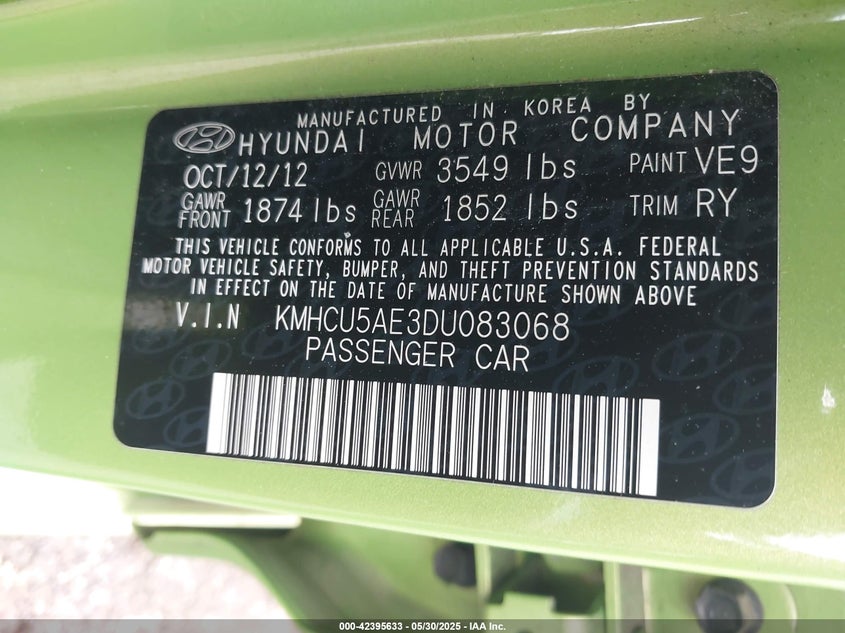 MANUFACTURED IN KOREA BY
HYUNDAI MOTOR COMPANY
OCT/12/12 GVWR 3549 lbs PAINT VE9
GAWR FRONT 1874 lbs GAWR REAR 1852 lbs TRIM RY
THIS VEHICLE CONFORMS TO ALL APPLICABLE U.S.A. FEDERAL
MOTOR VEHICLE SAFETY, BUMPER, AND THEFT PREVENTION STANDARDS
IN EFFECT ON THE DATE OF MANUFACTURE SHOWN ABOVE
V.I.N KMHCU5AE3DU083068
PASSENGER CAR
000-42395633 - 05/30/2025 - IAA Inc.